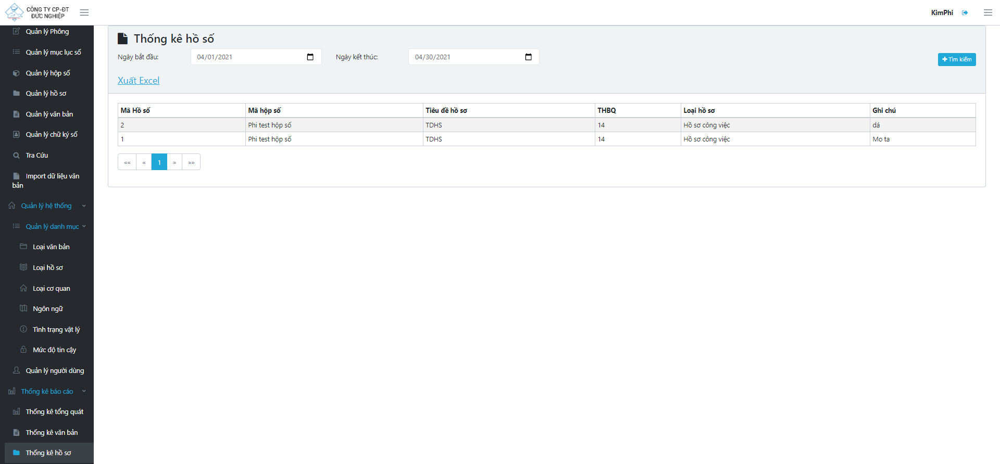 CÔNG TY CP-ĐT
ĐỨC NGHIỆP
KimPhi
Quản lý Phông
Quản lý mục lục số
Quản lý hộp số
Quản lý hồ sơ
Quản lý văn bản
Quản lý chữ ký số
Tra Cứu
Import dữ liệu văn
bản
Quản lý hệ thống
Quản lý danh mục
Loại văn bản
Loại hồ sơ
Loại cơ quan
Ngôn ngữ
Tình trạng vật lý
Mức độ tin cậy
Quản lý người dùng
Thống kê báo cáo
Thống kê tổng quát
Thống kê văn bản
Thống kê hồ sơ
Thống kê hồ số
Ngày bắt đầu: 04/01/2021 Ngày kết thúc: 04/30/2021
Tìm kiếm
Xuất Excel
Mã Hồ số Mã hộp số Tiêu đề hồ sơ THBQ Loại hồ sơ Ghi chú
2 Phi test hộp số TDHS 14 Hồ sơ công việc dá
1 Phi test hộp số TDHS 14 Hồ sơ công việc Mo ta
«« « 1 » »»